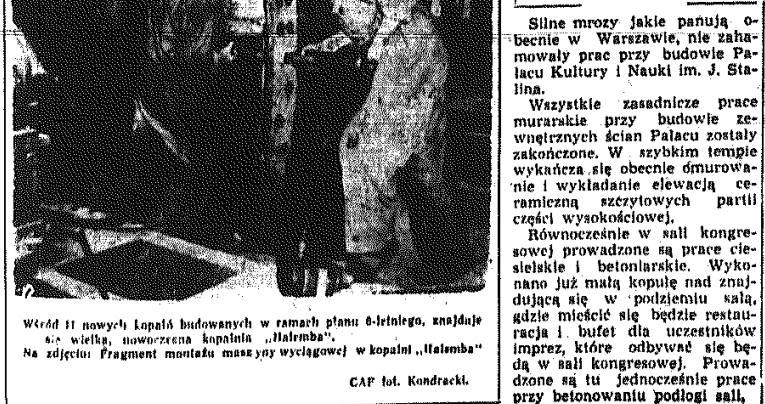 Wśród 11 nowych kopalń budowanych w ramach planu 6-letniego, znajduje
się wielka, nowoczesna kopalnia „Halemba".
Na zdjęciu: Fragment montażu maszyny wyciągowej w kopalni „Halemba"
CAF fot. Kondracki.
Silne mrozy jakie panują o-
becnie w Warszawie, nie zaha-
mowały prac przy budowie Pa-
łacu Kultury i Nauki im. J. Sta-
lina.
Wszystkie zasadnicze prace
murarskie przy budowie ze-
wnętrznych ścian Pałacu zostały
zakończone. W szybkim tempie
wykańcza się obecnie omurowa-
nie i wykładanie elewacją ce-
ramiczną szczytowych partii
części wysokościowej.
Równocześnie w sali kongre-
sowej prowadzone są prace cie-
sielskie i betoniarskie. Wyko-
nano już małą kopułę nad znaj-
dującą się w podziemiu salą,
gdzie mieścić się będzie restau-
racja i bufet dla uczestników
imprez, które odbywać się bę-
dą w sali kongresowej. Prowa-
dzone są tu jednocześnie prace
przy betonowaniu podłogi sali,